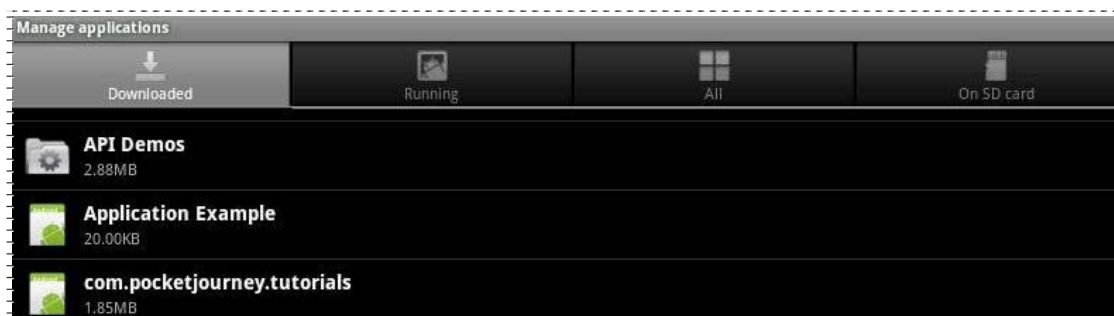 Manage applications
Downloaded
Running
All
On SD card
API Demos
2.88MB
Application Example
20.00KB
com.pocketjourney.tutorials
1.85MB